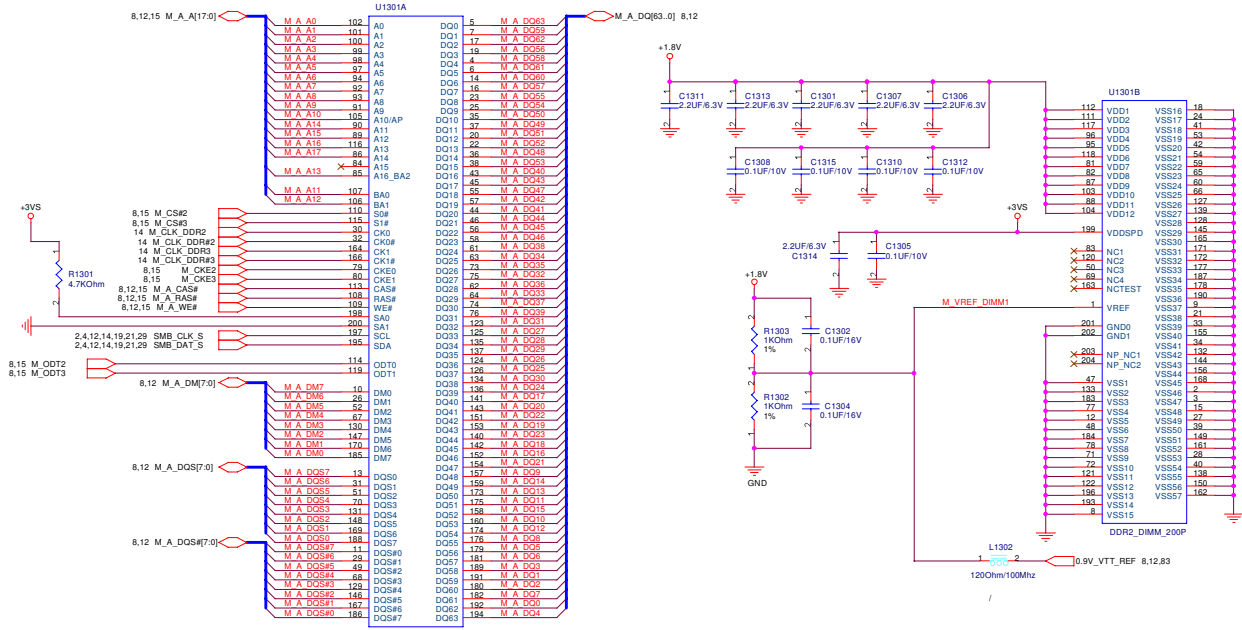 U1301A
8,12,15 M_A_A[17:0]
M_A_A0 102 A0
M_A_A1 101 A1
M_A_A2 100 A2
M_A_A3 99 A3
M_A_A4 98 A4
M_A_A5 97 A5
M_A_A6 94 A6
M_A_A7 92 A7
M_A_A8 93 A8
M_A_A9 91 A9
M_A_A10 105 A10/AP
M_A_A14 90 A11
M_A_A15 89 A12
M_A_A16 116 A13
M_A_A17 86 A14
84 A15
M_A_A13 85 A16_BA2
M_A_A11 107 BA0
M_A_A12 106 BA1
8,15 M_CS#2 110 S0#
8,15 M_CS#3 115 S1#
14 M_CLK_DDR2 30 CK0
14 M_CLK_DDR#2 32 CK0#
14 M_CLK_DDR3 164 CK1
14 M_CLK_DDR#3 166 CK1#
8,15 M_CKE2 79 CKE0
8,15 M_CKE3 80 CKE1
8,12,15 M_A_CAS# 113 CAS#
8,12,15 M_A_RAS# 108 RAS#
8,12,15 M_A_WE# 109 WE#
198 SA0
200 SA1
2,4,12,14,19,21,29 SMB_CLK_S 197 SCL
2,4,12,14,19,21,29 SMB_DAT_S 195 SDA
+3VS
1
R1301
4.7KOhm
2
8,15 M_ODT2 114 ODT0
8,15 M_ODT3 119 ODT1
8,12 M_A_DM[7:0]
M_A_DM7 10 DM0
M_A_DM6 26 DM1
M_A_DM5 52 DM2
M_A_DM4 67 DM3
M_A_DM3 130 DM4
M_A_DM2 147 DM5
M_A_DM1 170 DM6
M_A_DM0 185 DM7
8,12 M_A_DQS[7:0]
M_A_DQS7 13 DQS0
M_A_DQS6 31 DQS1
M_A_DQS5 51 DQS2
M_A_DQS4 70 DQS3
M_A_DQS3 131 DQS4
M_A_DQS2 148 DQS5
M_A_DQS1 169 DQS6
M_A_DQS0 188 DQS7
8,12 M_A_DQS#[7:0]
M_A_DQS#7 11 DQS#0
M_A_DQS#6 29 DQS#1
M_A_DQS#5 49 DQS#2
M_A_DQS#4 68 DQS#3
M_A_DQS#3 129 DQS#4
M_A_DQS#2 146 DQS#5
M_A_DQS#1 167 DQS#6
M_A_DQS#0 186 DQS#7
M_A_DQ[63..0] 8,12
DQ0 5 M_A_DQ63
DQ1 7 M_A_DQ59
DQ2 17 M_A_DQ62
DQ3 19 M_A_DQ56
DQ4 4 M_A_DQ58
DQ5 6 M_A_DQ61
DQ6 14 M_A_DQ60
DQ7 16 M_A_DQ57
DQ8 23 M_A_DQ55
DQ9 25 M_A_DQ54
DQ10 35 M_A_DQ50
DQ11 37 M_A_DQ49
DQ12 20 M_A_DQ51
DQ13 22 M_A_DQ52
DQ14 36 M_A_DQ48
DQ15 38 M_A_DQ53
DQ16 43 M_A_DQ40
DQ17 45 M_A_DQ43
DQ18 55 M_A_DQ47
DQ19 57 M_A_DQ42
DQ20 44 M_A_DQ41
DQ21 46 M_A_DQ44
DQ22 56 M_A_DQ45
DQ23 58 M_A_DQ46
DQ24 61 M_A_DQ38
DQ25 63 M_A_DQ34
DQ26 73 M_A_DQ35
DQ27 75 M_A_DQ32
DQ28 62 M_A_DQ36
DQ29 64 M_A_DQ33
DQ30 74 M_A_DQ37
DQ31 76 M_A_DQ39
DQ32 123 M_A_DQ31
DQ33 125 M_A_DQ27
DQ34 135 M_A_DQ28
DQ35 137 M_A_DQ29
DQ36 124 M_A_DQ26
DQ37 126 M_A_DQ25
DQ38 134 M_A_DQ30
DQ39 136 M_A_DQ24
DQ40 141 M_A_DQ17
DQ41 143 M_A_DQ20
DQ42 151 M_A_DQ22
DQ43 153 M_A_DQ19
DQ44 140 M_A_DQ23
DQ45 142 M_A_DQ18
DQ46 152 M_A_DQ16
DQ47 154 M_A_DQ21
DQ48 157 M_A_DQ9
DQ49 159 M_A_DQ14
DQ50 173 M_A_DQ13
DQ51 175 M_A_DQ11
DQ52 158 M_A_DQ15
DQ53 160 M_A_DQ10
DQ54 174 M_A_DQ12
DQ55 176 M_A_DQ8
DQ56 179 M_A_DQ5
DQ57 181 M_A_DQ6
DQ58 189 M_A_DQ3
DQ59 191 M_A_DQ1
DQ60 180 M_A_DQ2
DQ61 182 M_A_DQ7
DQ62 192 M_A_DQ0
DQ63 194 M_A_DQ4
+1.8V
1 1 1 1 1
C1311 C1313 C1301 C1307 C1306
2.2UF/6.3V 2.2UF/6.3V 2.2UF/6.3V 2.2UF/6.3V 2.2UF/6.3V
2 2 2 2 2
1 1 1 1
C1308 C1315 C1310 C1312
0.1UF/10V 0.1UF/10V 0.1UF/10V 0.1UF/10V
2 2 2 2
+3VS
1 1
2.2UF/6.3V C1305
C1314 0.1UF/10V
2 2
+1.8V
2 1
R1303 C1302
1KOhm 0.1UF/16V
1%
1 2
2 1
R1302 C1304
1KOhm 0.1UF/16V
1%
1 2
GND
M_VREF_DIMM1
L1302
1 2
120Ohm/100Mhz
0.9V_VTT_REF 8,12,83
/
U1301B
112 VDD1
111 VDD2
117 VDD3
96 VDD4
95 VDD5
118 VDD6
81 VDD7
82 VDD8
87 VDD9
103 VDD10
88 VDD11
104 VDD12
199 VDDSPD
83 NC1
120 NC2
50 NC3
69 NC4
163 NCTEST
1 VREF
201 GND0
202 GND1
203 NP_NC1
204 NP_NC2
47 VSS1
133 VSS2
183 VSS3
77 VSS4
12 VSS5
48 VSS6
184 VSS7
78 VSS8
71 VSS9
72 VSS10
121 VSS11
122 VSS12
196 VSS13
193 VSS14
8 VSS15
VSS16 18
VSS17 24
VSS18 41
VSS19 53
VSS20 42
VSS21 54
VSS22 59
VSS23 65
VSS24 60
VSS25 66
VSS26 127
VSS27 139
VSS28 128
VSS29 145
VSS30 165
VSS31 171
VSS32 172
VSS33 177
VSS34 187
VSS35 178
VSS36 190
VSS37 9
VSS38 21
VSS39 33
VSS40 155
VSS41 34
VSS42 132
VSS43 144
VSS44 156
VSS45 168
VSS46 2
VSS47 3
VSS48 15
VSS49 27
VSS50 39
VSS51 149
VSS52 161
VSS53 28
VSS54 40
VSS55 138
VSS56 150
VSS57 162
DDR2_DIMM_200P